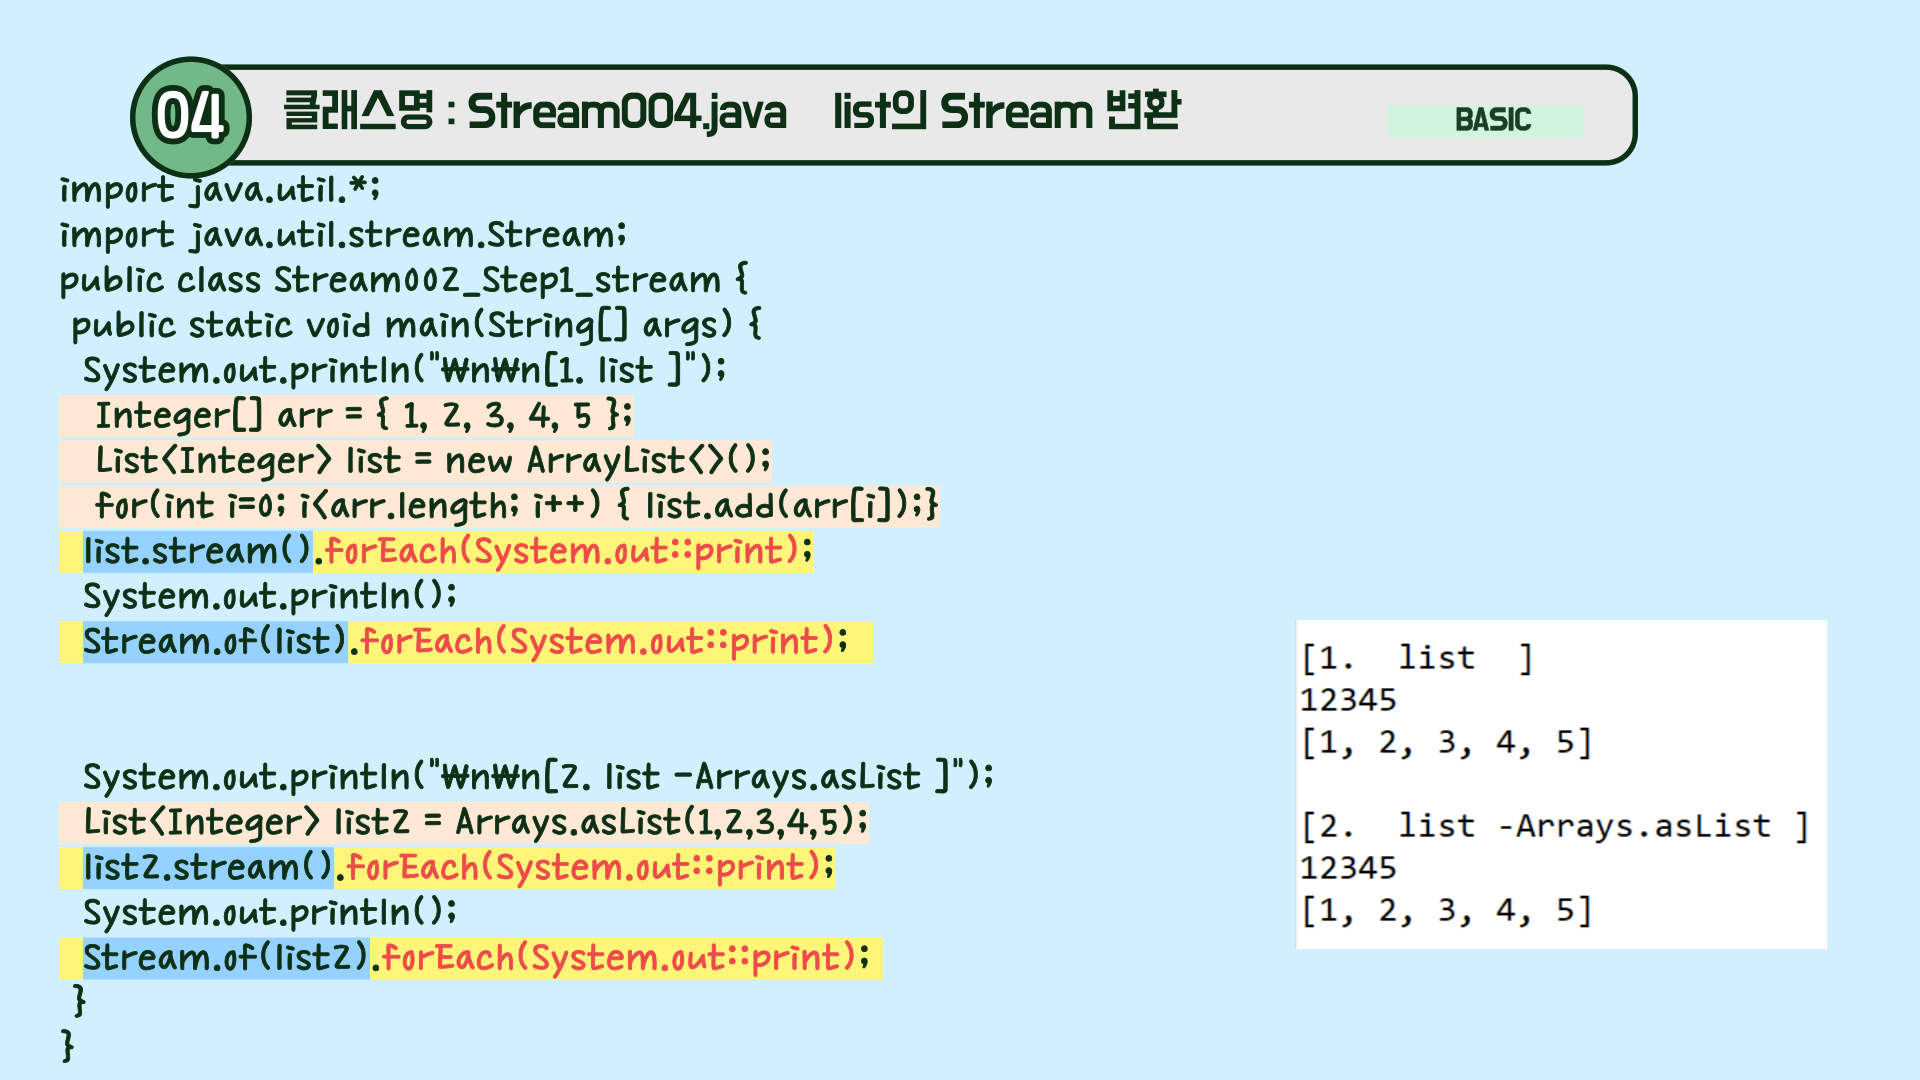 04
클래스명 : Stream004.java list의 Stream 변환
BASIC
import java.util.*;
import java.util.stream.Stream;
public class Stream002_Step1_stream {
public static void main(String[] args) {
System.out.println("₩n₩n[1. list ]");
Integer[] arr = { 1, 2, 3, 4, 5 };
List<Integer> list = new ArrayList<>();
for(int i=0; i<arr.length; i++) { list.add(arr[i]);}
list.stream().forEach(System.out::print);
System.out.println();
Stream.of(list).forEach(System.out::print);
System.out.println("₩n₩n[2. list -Arrays.asList ]");
List<Integer> list2 = Arrays.asList(1,2,3,4,5);
list2.stream().forEach(System.out::print);
System.out.println();
Stream.of(list2).forEach(System.out::print);
}
}
[1. list ]
12345
[1, 2, 3, 4, 5]
[2. list -Arrays.asList ]
12345
[1, 2, 3, 4, 5]